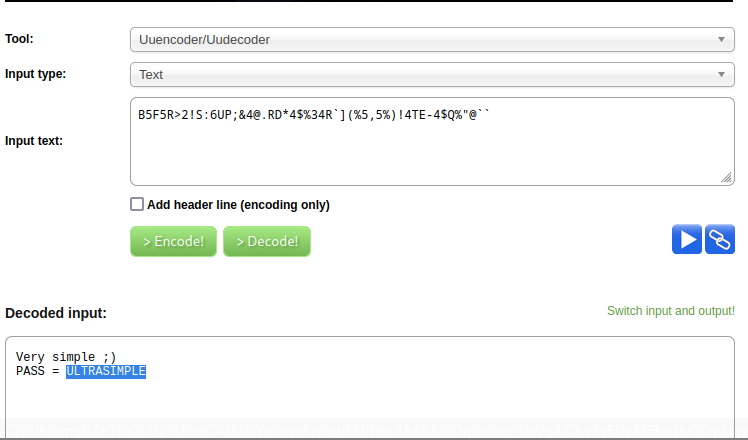 Tool:
Uuencoder/Uudecoder
Input type:
Text
Input text:
B5F5R>2!S:6UP;&4@.RD*4$%34R`](%5,5%)!4TE-4$Q%"@``
Add header line (encoding only)
> Encode!
> Decode!
Decoded input:
Switch input and output!
Very simple ;)
PASS = ULTRASIMPLE